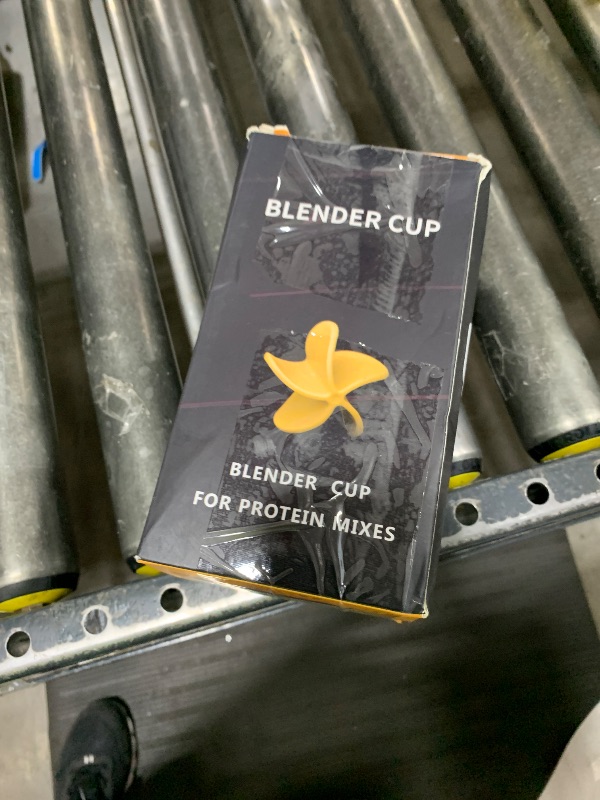 BLENDER CUP
BLENDER CUP
FOR PROTEIN MIXES